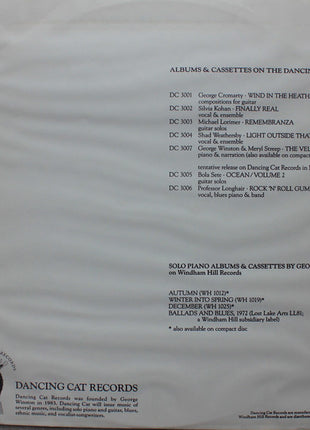 ALBUMS & CASSETTES ON THE DANCING
DC 3001 George Cromarty - WIND IN THE HEATH
compositions for guitar
DC 3002 Silvia Kohan - FINALLY REAL
vocal & ensemble
DC 3003 Michael Lorimer - REMEMBRANZA
guitar solos
DC 3004 Shad Weathersby - LIGHT OUTSIDE THAT
vocal & ensemble
DC 3007 George Winston & Meryl Streep - THE VEL
piano & narration (also available on compact
tentative release on Dancing Cat Records in
DC 3005 Bola Sete - OCEAN/VOLUME 2
guitar solos
DC 3006 Professor Longhair - ROCK 'N' ROLL GUM
vocal, blues piano & band
SOLO PIANO ALBUMS & CASSETTES BY GEO
on Windham Hill Records
AUTUMN (WH 1012)*
WINTER INTO SPRING (WH 1019)*
DECEMBER (WH 1025)*
BALLADS AND BLUES, 1972 (Lost Lake Arts LL81;
a Windham Hill subsidiary label)
* also available on compact disc
RECORDS
DANCING CAT RECORDS
Dancing Cat Records was founded by George
Winston in 1983. Dancing Cat will issue music of
several genres, including solo piano and guitar, blues,
ethnic music, and vocalist-songwriters.
Dancing Cat Records are manufac
Windham Hill Records and are distribu